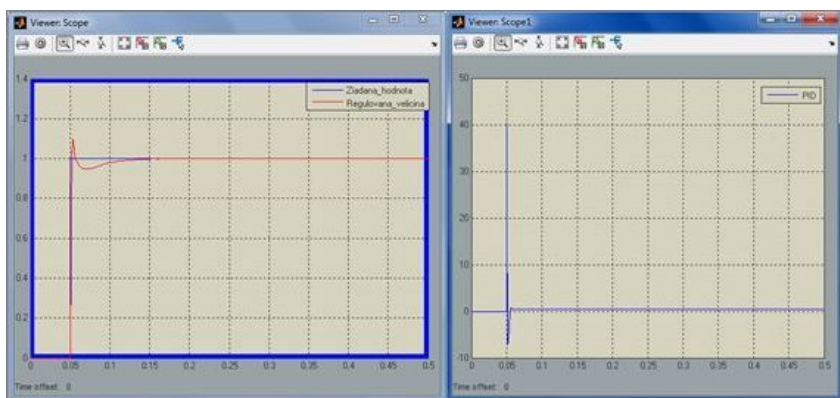 Viewer: Scope
Ziadana_hodnota
Regulovana_velicina
1.4
1.2
1
0.8
0.6
0.4
0.2
0
0 0.05 0.1 0.15 0.2 0.25 0.3 0.35 0.4 0.45 0.5
Time offset: 0
Viewer: Scope1
PID
50
40
30
20
10
0
-10
0 0.05 0.1 0.15 0.2 0.25 0.3 0.35 0.4 0.45 0.5
Time offset: 0